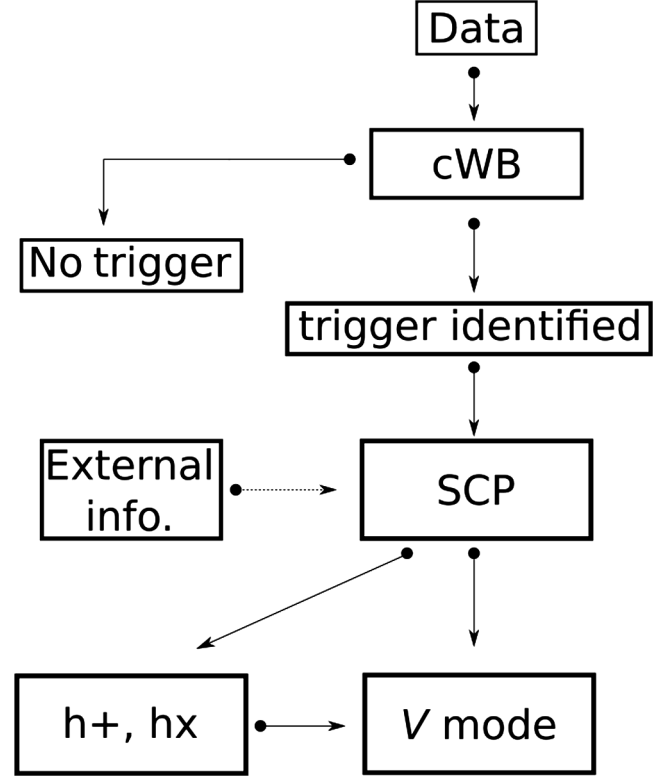 Data
cWB
No trigger
trigger identified
External
info.
SCP
h+, hx
V mode